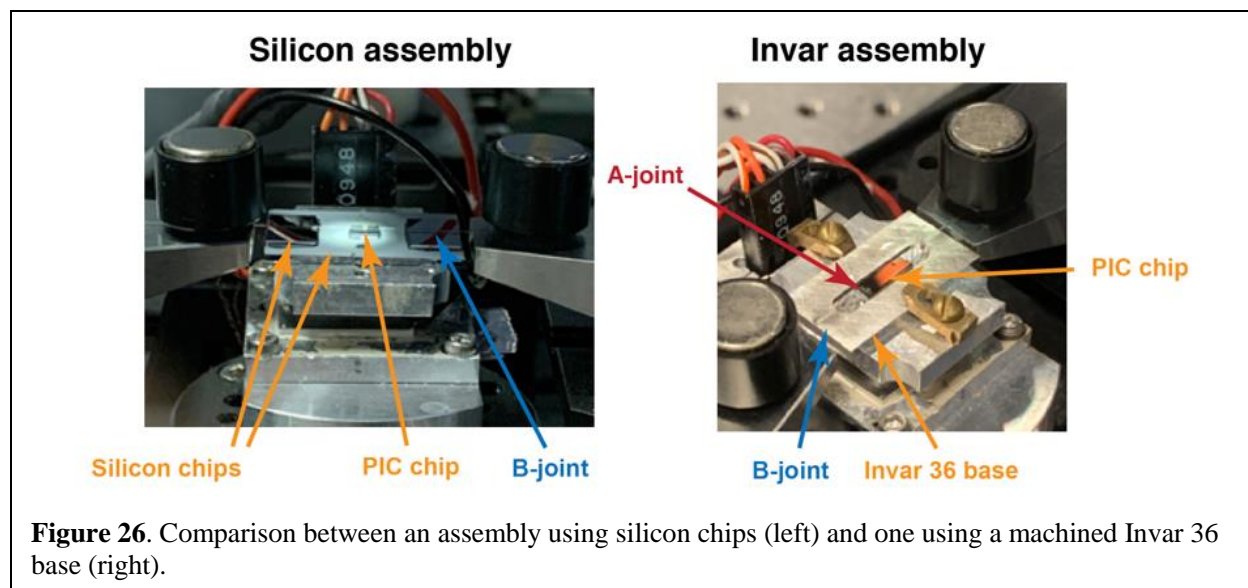 Silicon assembly
Invar assembly
0948
0948
A-joint
PIC chip
Silicon chips
PIC chip
B-joint
B-joint
Invar 36 base
Figure 26. Comparison between an assembly using silicon chips (left) and one using a machined Invar 36
base (right).